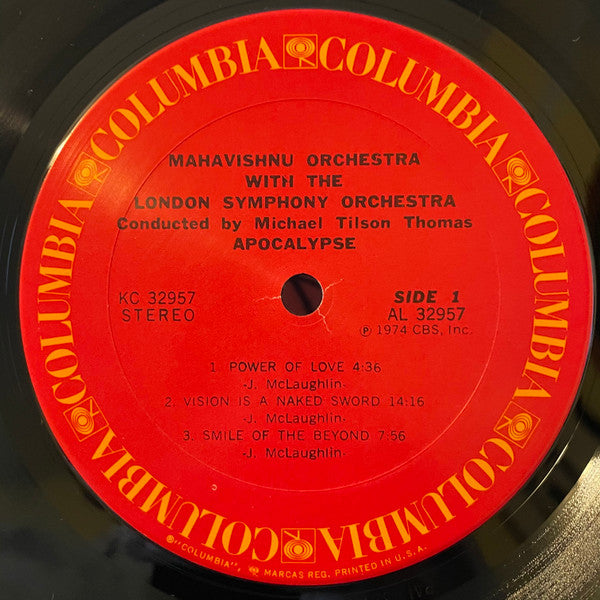 COLUMBIA COLUMBIA COLUMBIA COLUMBIA COLUMBIA COLUMBIA
MAHAVISHNU ORCHESTRA
WITH THE
LONDON SYMPHONY ORCHESTRA
Conducted by Michael Tilson Thomas
APOCALYPSE
KC 32957
STEREO
SIDE 1
AL 32957
Ⓟ 1974 CBS, Inc.
1. POWER OF LOVE 4:36
-J. McLaughlin-
2. VISION IS A NAKED SWORD 14:16
-J. McLaughlin-
3. SMILE OF THE BEYOND 7:56
-J. McLaughlin-
®"COLUMBIA", MARCAS REG. PRINTED IN U.S.A.